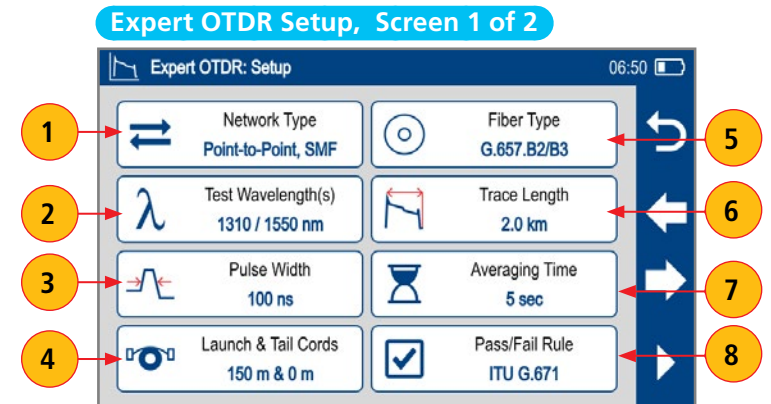 Expert OTDR Setup, Screen 1 of 2
Expert OTDR: Setup 06:50
1 Network Type 5 Fiber Type
Point-to-Point, SMF G.657.B2/B3
2 Test Wavelength(s) 6 Trace Length
λ 1310 / 1550 nm 2.0 km
3 Pulse Width 7 Averaging Time
100 ns 5 sec
4 Launch & Tail Cords 8 Pass/Fail Rule
150 m & 0 m ITU G.671